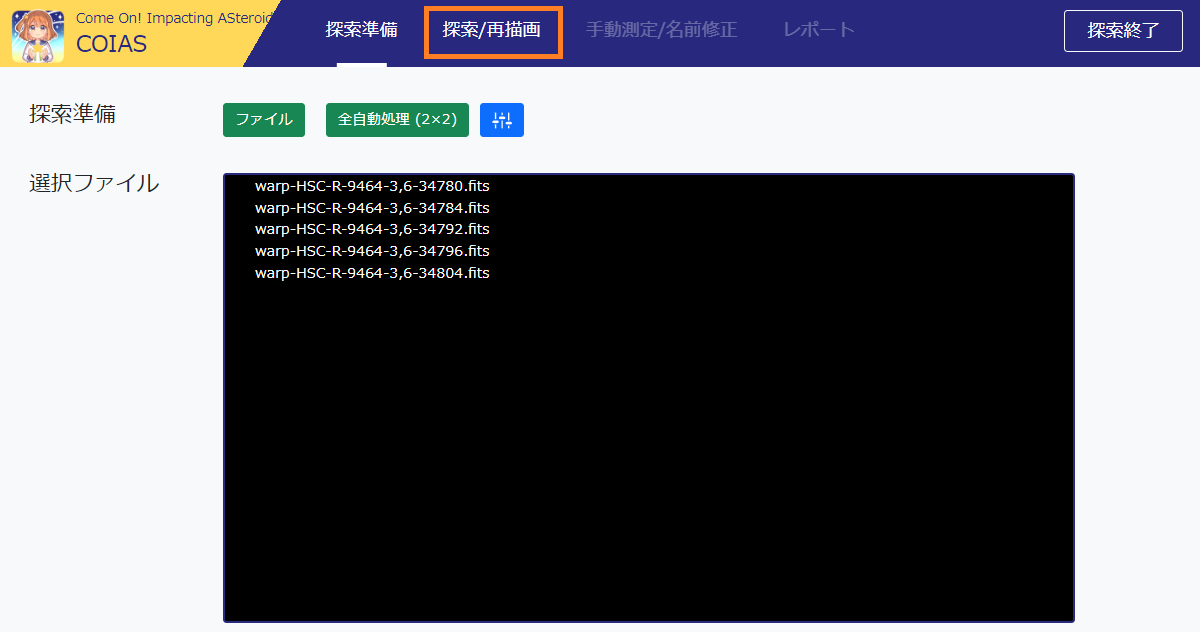 Come On! Impacting ASteroid
COIAS
探索準備
探索/再描画
手動測定/名前修正
レポート
探索終了
探索準備
ファイル
全自動処理 (2×2)
選択ファイル
warp-HSC-R-9464-3,6-34780.fits
warp-HSC-R-9464-3,6-34784.fits
warp-HSC-R-9464-3,6-34792.fits
warp-HSC-R-9464-3,6-34796.fits
warp-HSC-R-9464-3,6-34804.fits